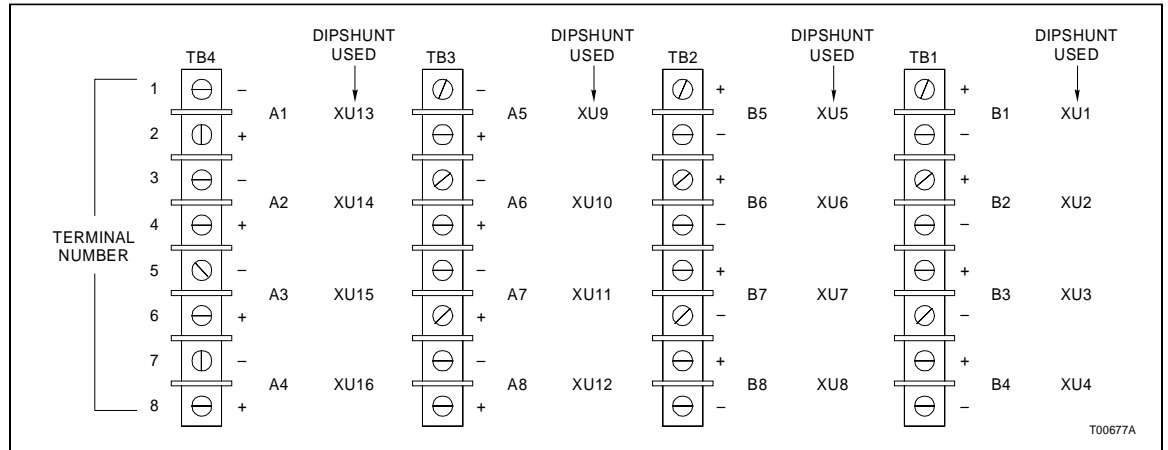 DIPSHUNT USED DIPSHUNT USED DIPSHUNT USED DIPSHUNT USED
TB4 TB3 TB2 TB1
1 – – + +
A1 XU13 A5 XU9 B5 XU5 B1 XU1
2 + + – –
3 – – + +
A2 XU14 A6 XU10 B6 XU6 B2 XU2
4 + + – –
TERMINAL
NUMBER
5 – – + +
A3 XU15 A7 XU11 B7 XU7 B3 XU3
6 + + – –
7 – – + +
A4 XU16 A8 XU12 B8 XU8 B4 XU4
8 + + – –
T00677A